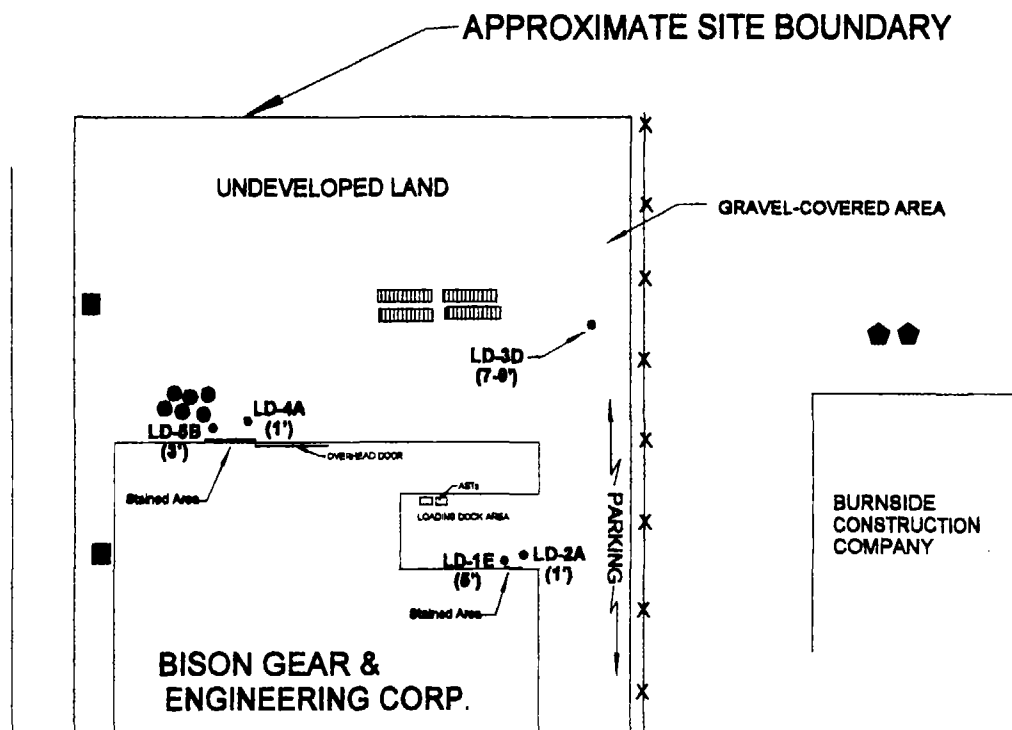 APPROXIMATE SITE BOUNDARY
UNDEVELOPED LAND
GRAVEL-COVERED AREA
LD-3D
(7-9')
LD-4A
(1')
LD-5B
(3')
OVERHEAD DOOR
Stained Area
ASTs
LOADING DOCK AREA
PARKING
BURNSIDE
CONSTRUCTION
COMPANY
LD-1E
(5')
LD-2A
(1')
Stained Area
BISON GEAR &
ENGINEERING CORP.